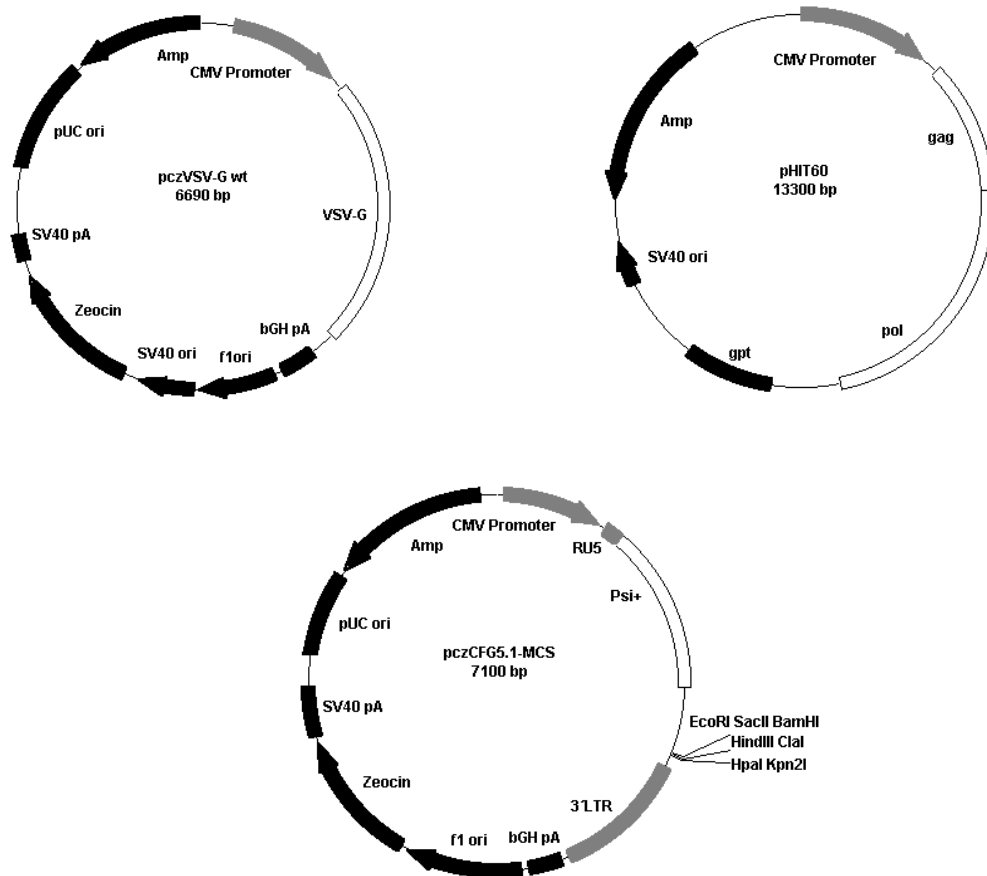 Amp
CMV Promoter
pUC ori
pczVSV-G wt
6690 bp
VSV-G
SV40 pA
Zeocin
bGH pA
SV40 ori
f1ori
CMV Promoter
Amp
gag
pHIT60
13300 bp
SV40 ori
pol
gpt
CMV Promoter
Amp
RU5
Psi+
pUC ori
pczCFG5.1-MCS
7100 bp
SV40 pA
EcoRI SacII BamHI
HindIII ClaI
HpaI Kpn2I
Zeocin
3'LTR
f1 ori
bGH pA